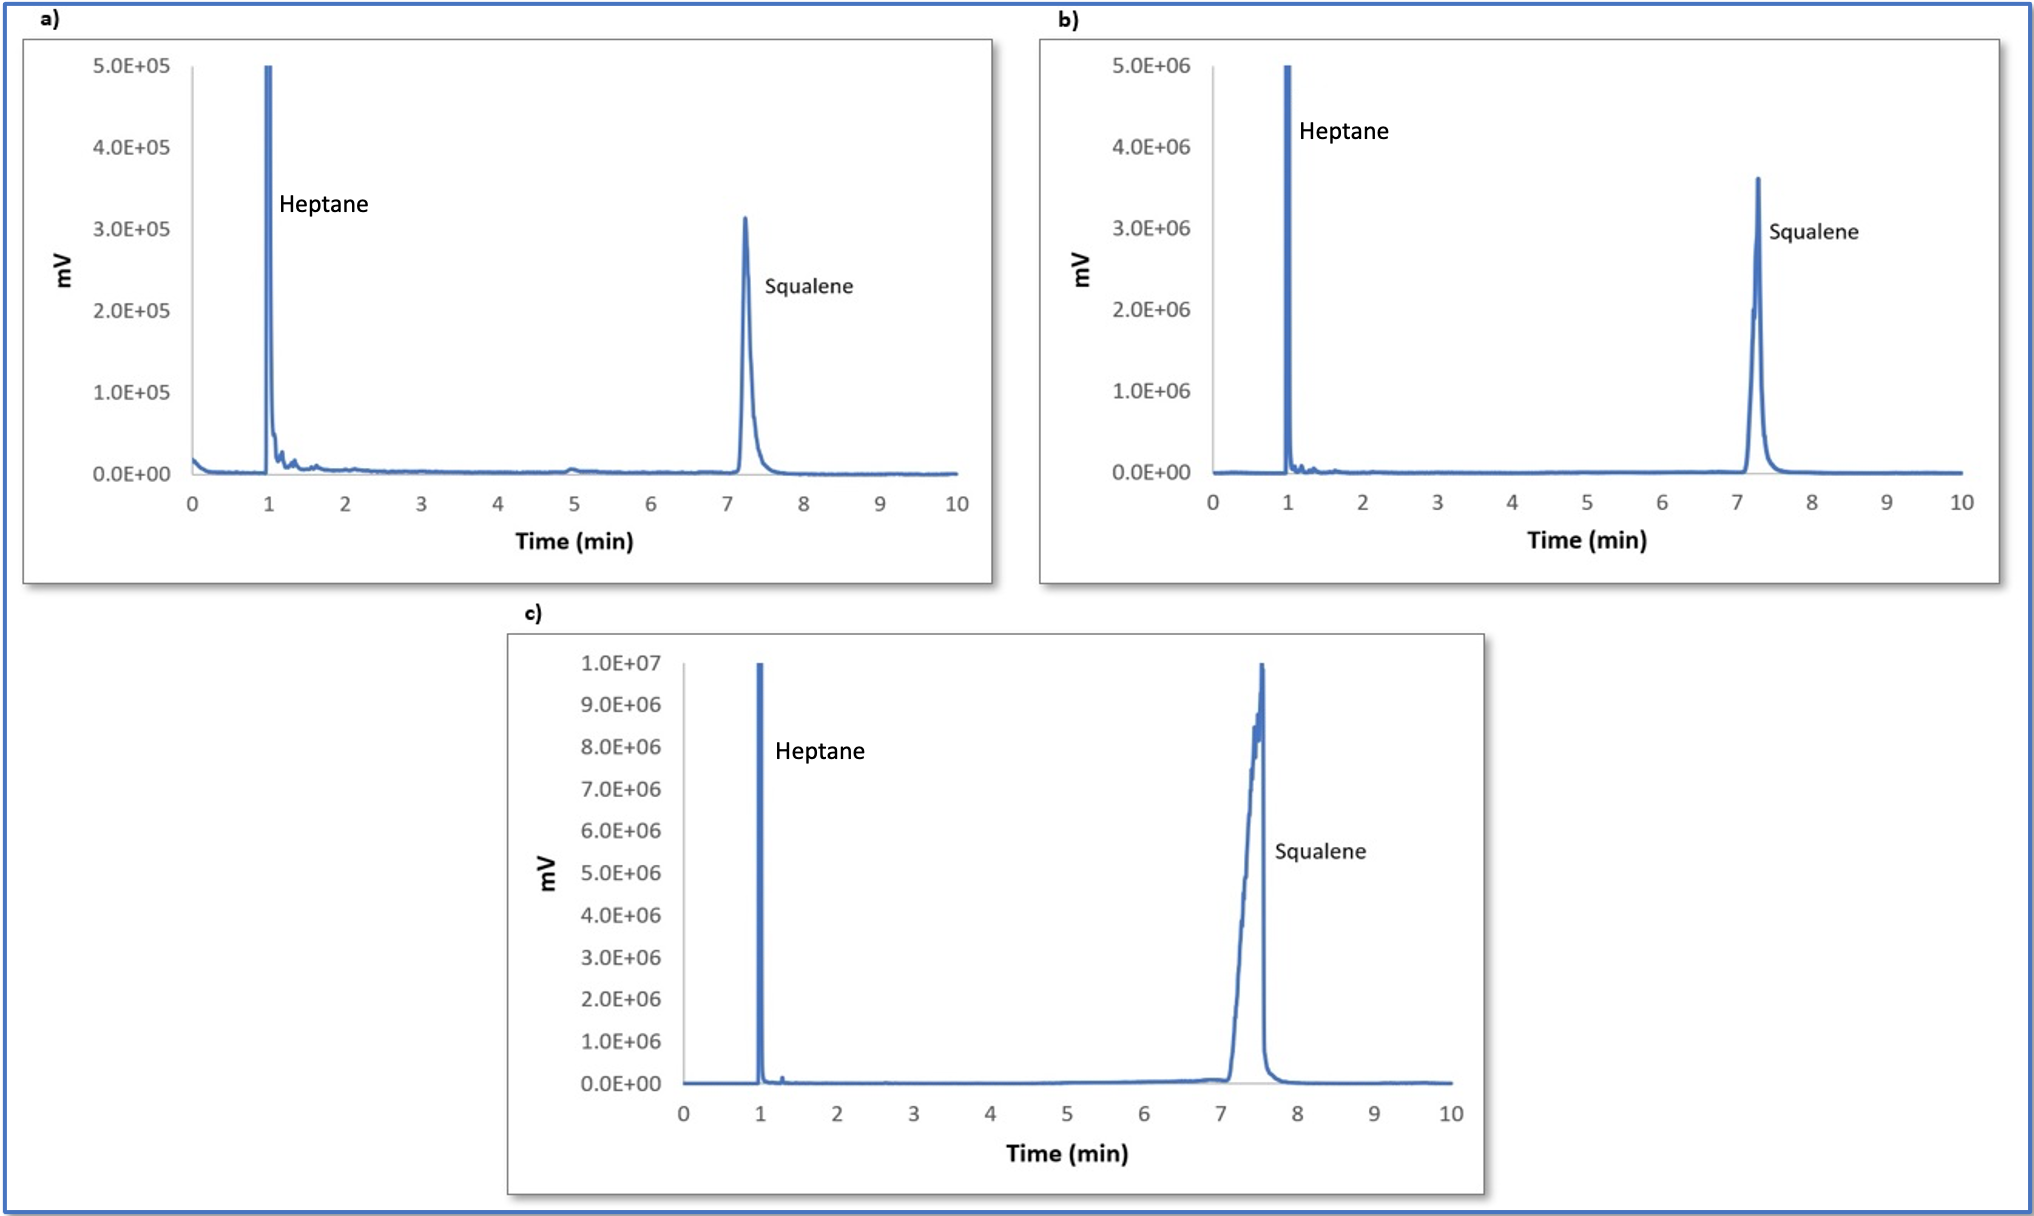 a)
5.0E+05
4.0E+05
3.0E+05
2.0E+05
1.0E+05
0.0E+00
mV
Heptane
Squalene
0 1 2 3 4 5 6 7 8 9 10
Time (min)
b)
5.0E+06
4.0E+06
3.0E+06
2.0E+06
1.0E+06
0.0E+00
mV
Heptane
Squalene
0 1 2 3 4 5 6 7 8 9 10
Time (min)
c)
1.0E+07
9.0E+06
8.0E+06
7.0E+06
6.0E+06
5.0E+06
4.0E+06
3.0E+06
2.0E+06
1.0E+06
0.0E+00
mV
Heptane
Squalene
0 1 2 3 4 5 6 7 8 9 10
Time (min)